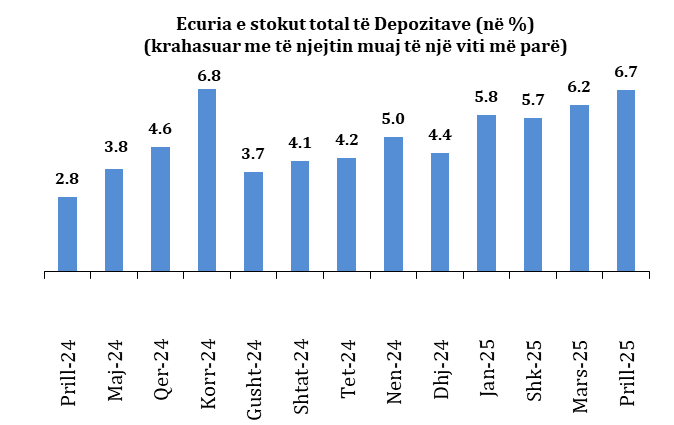 Ecuria e stokut total të Depozitave (në %)
(krahasuar me të njejtin muaj të një viti më parë)
2.8
3.8
4.6
6.8
3.7
4.1
4.2
5.0
4.4
5.8
5.7
6.2
6.7
Prill-24
Maj-24
Qer-24
Korr-24
Gusht-24
Shtat-24
Tet-24
Nen-24
Dhj-24
Jan-25
Shk-25
Mars-25
Prill-25